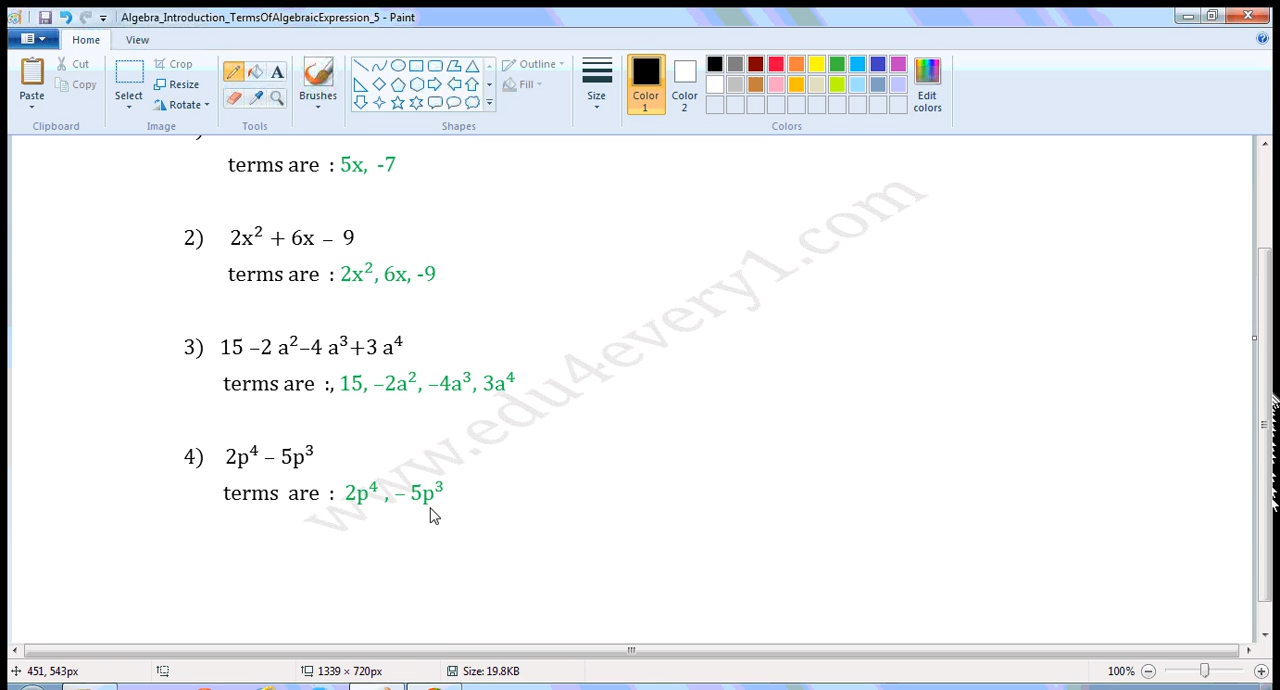 Algebra_Introduction_TermsOfAlgebraicExpression_5 - Paint
Home View
Paste Cut Copy Select Crop Resize Rotate A Brushes Outline Fill Size Color 1 Color 2 Edit colors
Clipboard Image Tools Shapes Colors
terms are : 5x, -7
2) 2x² + 6x – 9
terms are : 2x², 6x, -9
3) 15 –2 a²–4 a³+3 a⁴
terms are :, 15, –2a², –4a³, 3a⁴
4) 2p⁴ – 5p³
terms are : 2p⁴ , – 5p³
www.edu4every1.com
451, 543px 1339 × 720px Size: 19.8KB 100%